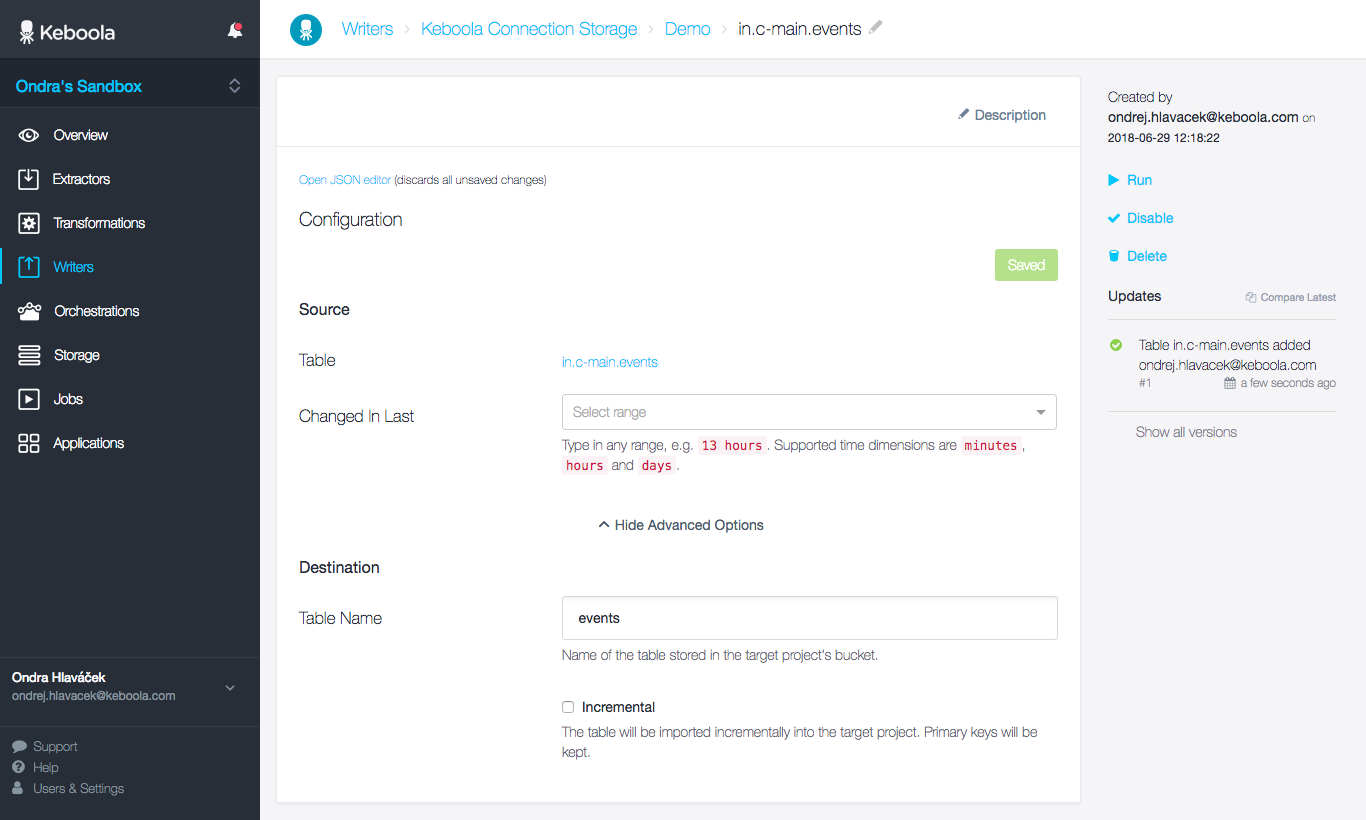 Keboola
Ondra's Sandbox
Overview
Extractors
Transformations
Writers
Orchestrations
Storage
Jobs
Applications
Ondra Hlaváček
ondrej.hlavacek@keboola.com
Support
Help
Users & Settings
Writers › Keboola Connection Storage › Demo › in.c-main.events
Description
Open JSON editor (discards all unsaved changes)
Configuration
Saved
Source
Table in.c-main.events
Changed In Last Select range
Type in any range, e.g. 13 hours. Supported time dimensions are minutes,
hours and days.
Hide Advanced Options
Destination
Table Name events
Name of the table stored in the target project's bucket.
Incremental
The table will be imported incrementally into the target project. Primary keys will be
kept.
Created by
ondrej.hlavacek@keboola.com on
2018-06-29 12:18:22
Run
Disable
Delete
Updates Compare Latest
Table in.c-main.events added
ondrej.hlavacek@keboola.com
#1 a few seconds ago
Show all versions